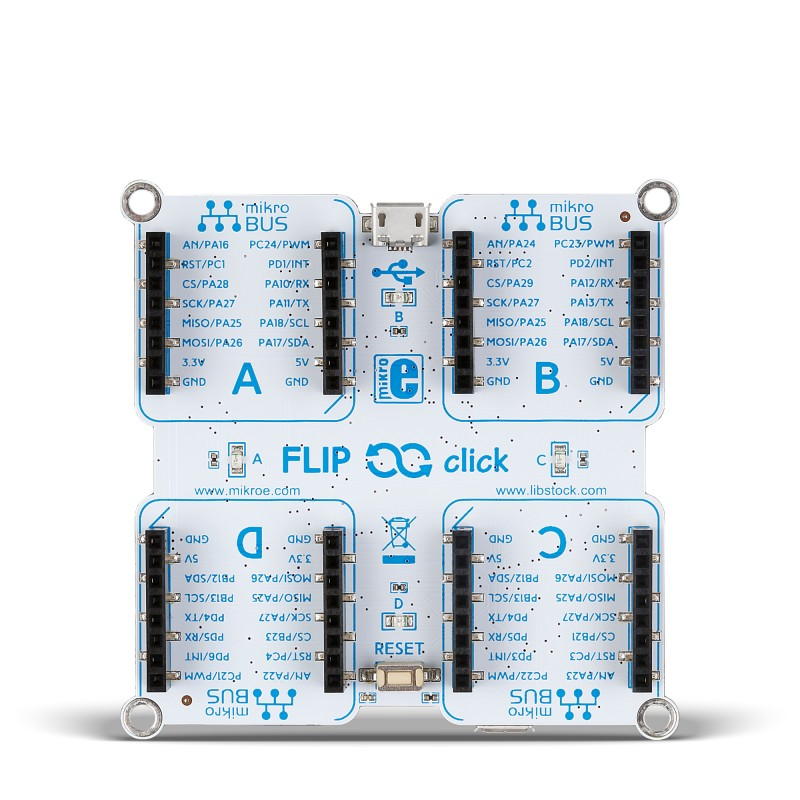 mikro
BUS
AN/PA16 PC24/PWM
RST/PC1 PD1/INT
CS/PA28 PA10/RX
SCK/PA27 PA11/TX
MISO/PA25 PA18/SCL
MOSI/PA26 PA17/SDA
3.3V 5V
GND GND
A
mikro
BUS
AN/PA24 PC23/PWM
RST/PC2 PD2/INT
CS/PA29 PA12/RX
SCK/PA27 PA13/TX
MISO/PA25 PA18/SCL
MOSI/PA26 PA17/SDA
3.3V 5V
GND GND
B
B
mikro
e
A FLIP click C
www.mikroe.com www.libstock.com
D
GND GND
5V 3.3V
PB12/SDA MOSI/PA26
PB13/SCL MISO/PA25
PD4/TX SCK/PA27
PD5/RX CS/PB23
PD6/INT RST/PC4
PC21/PWM AN/PA22
mikro
BUS
D
RESET
C
GND GND
5V 3.3V
PB12/SDA MOSI/PA26
PB13/SCL MISO/PA25
PD4/TX SCK/PA27
PD5/RX CS/PB21
PD3/INT RST/PC3
PC22/PWM AN/PA23
mikro
BUS